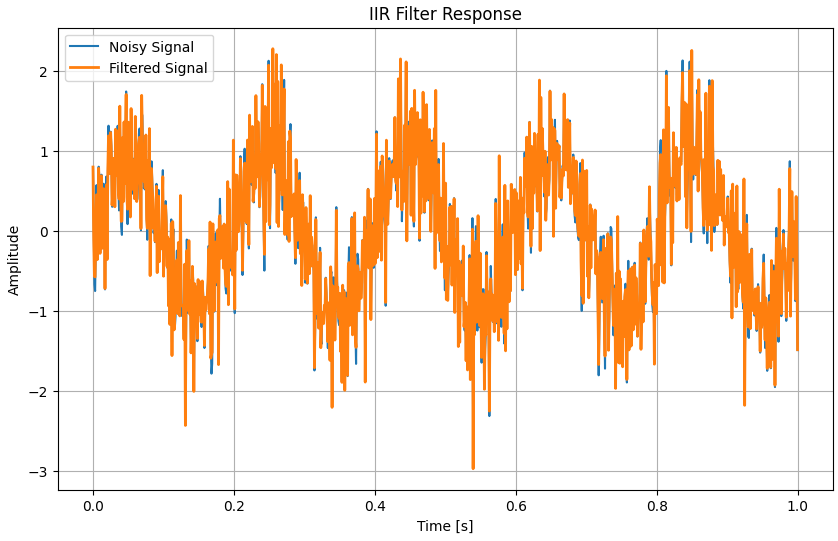 IIR Filter Response
Noisy Signal
Filtered Signal
Amplitude
2
1
0
−1
−2
−3
0.0 0.2 0.4 0.6 0.8 1.0
Time [s]